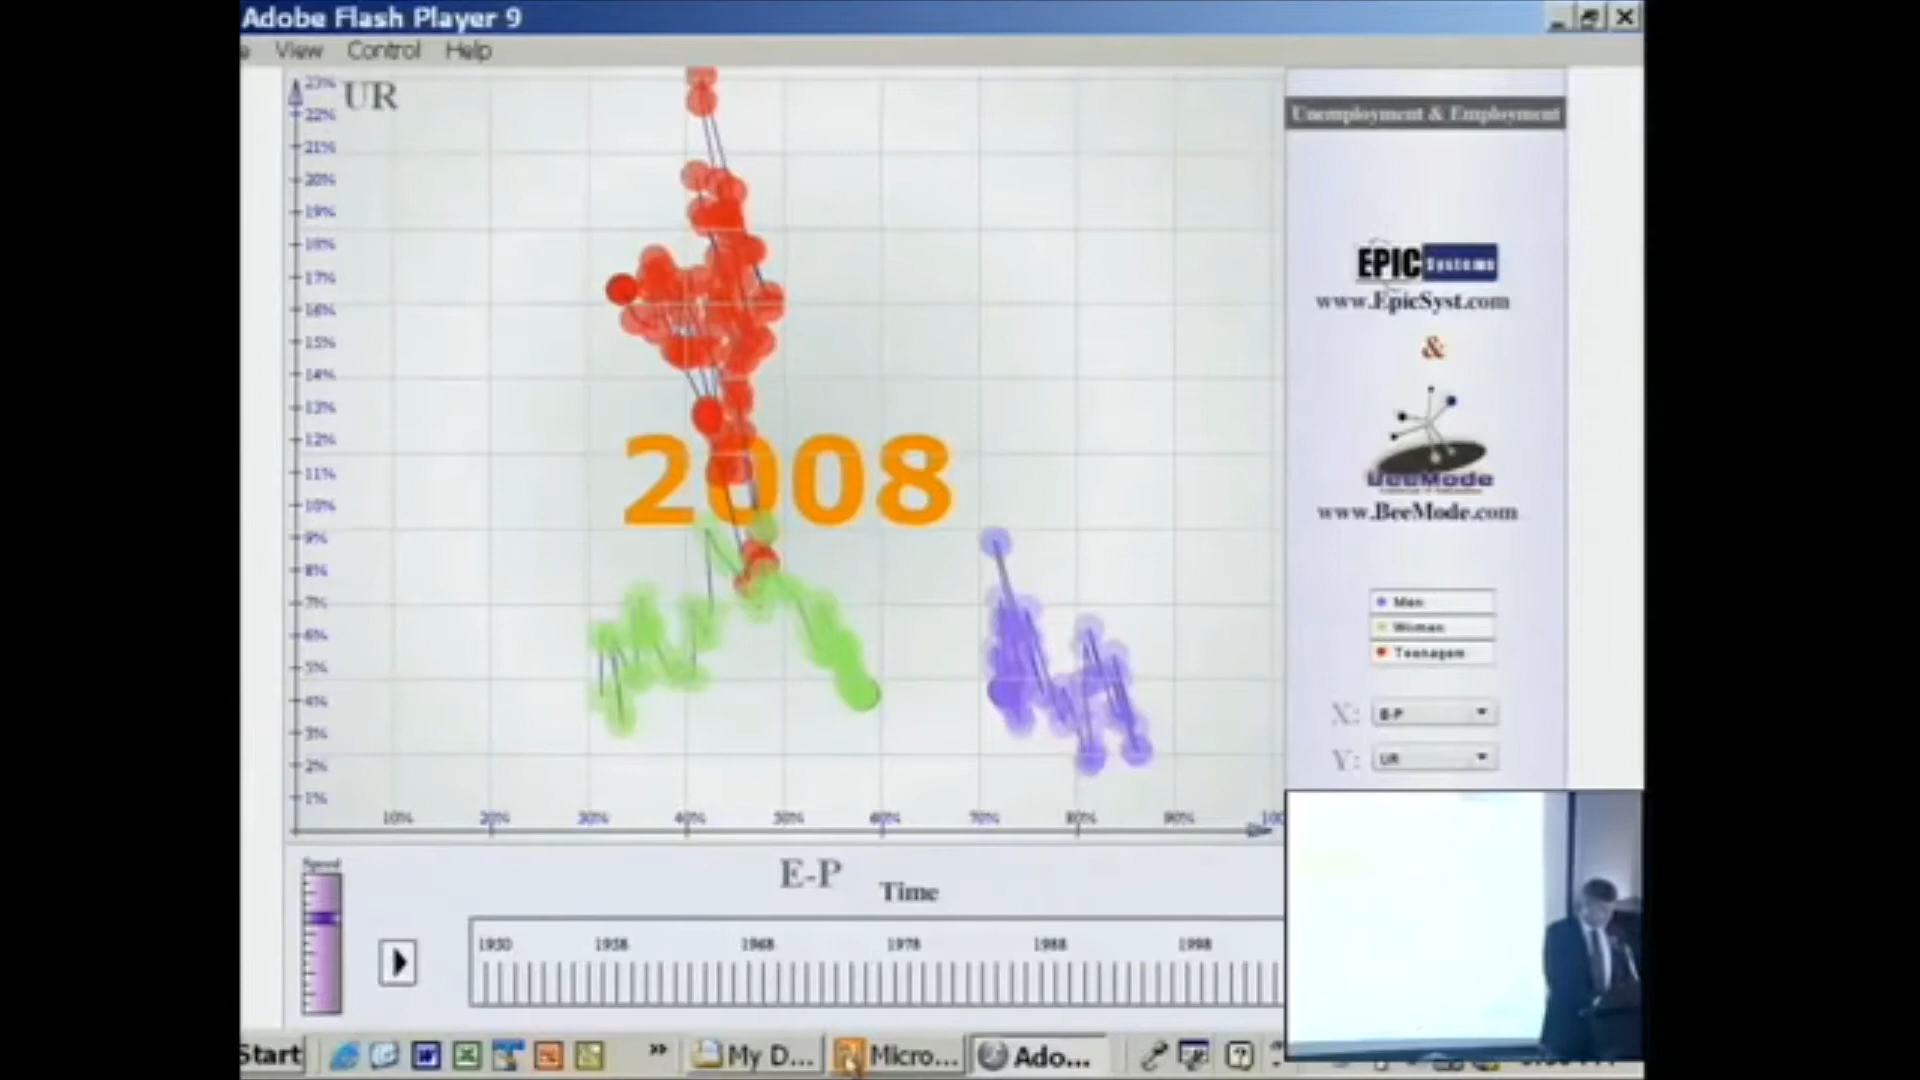 Adobe Flash Player 9
View Control Help
UR
23%
22%
21%
20%
19%
18%
17%
16%
15%
14%
13%
12%
11%
10%
9%
8%
7%
6%
5%
4%
3%
2%
1%
2008
10% 20% 30% 40% 50% 60% 70% 80% 90% 100
E-P
Unemployment & Employment
EPIC Systems
www.EpicSyst.com
&
BeeMode
www.BeeMode.com
Men
Women
Teenagers
X: E-P
Y: UR
Speed
Time
1950 1958 1968 1978 1988 1998
Start
My D...
Micro...
Ado...